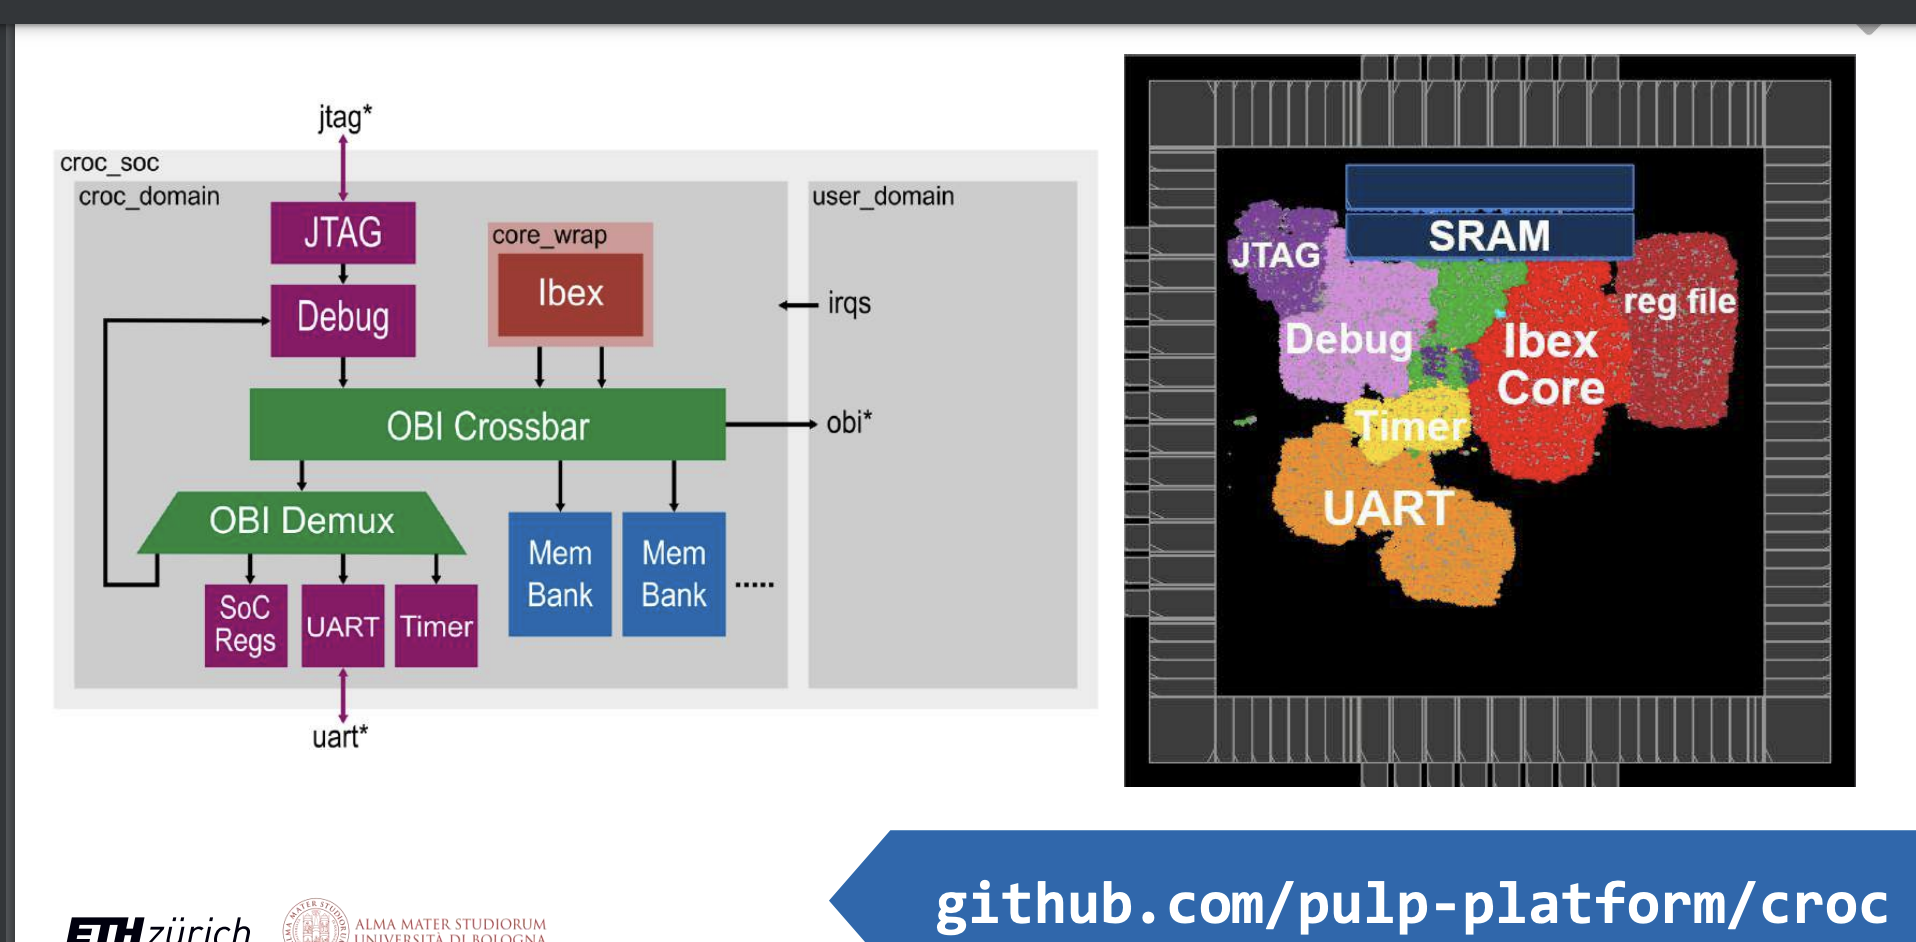 jtag*
croc_soc
croc_domain
user_domain
JTAG
core_wrap
Ibex
Debug
irqs
OBI Crossbar
obi*
OBI Demux
Mem
Bank
Mem
Bank
.....
SoC
Regs
UART
Timer
uart*
SRAM
JTAG
reg file
Debug
Ibex
Core
Timer
UART
github.com/pulp-platform/croc
ETH zürich
ALMA MATER STUDIORUM
UNIVERSITÀ DI BOLOGNA